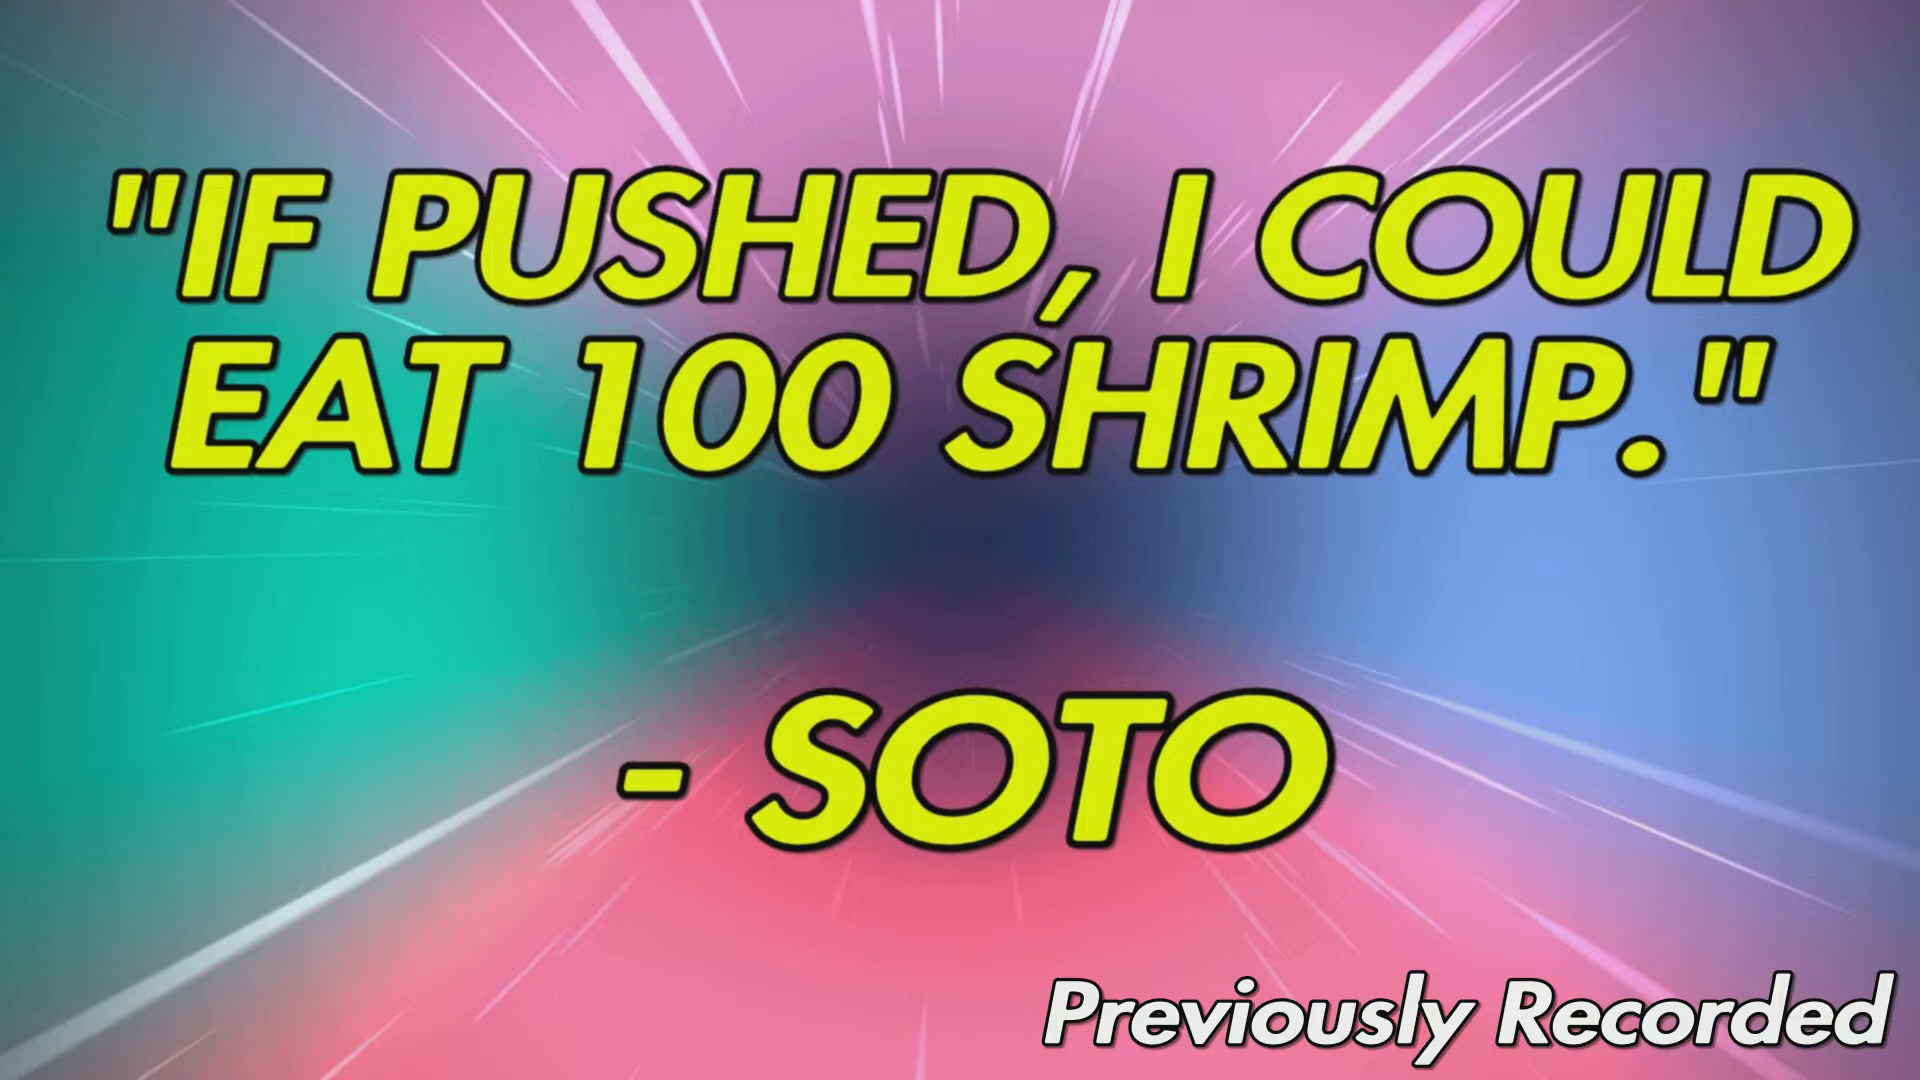 "IF PUSHED, I COULD
EAT 100 SHRIMP."
- SOTO
Previously Recorded